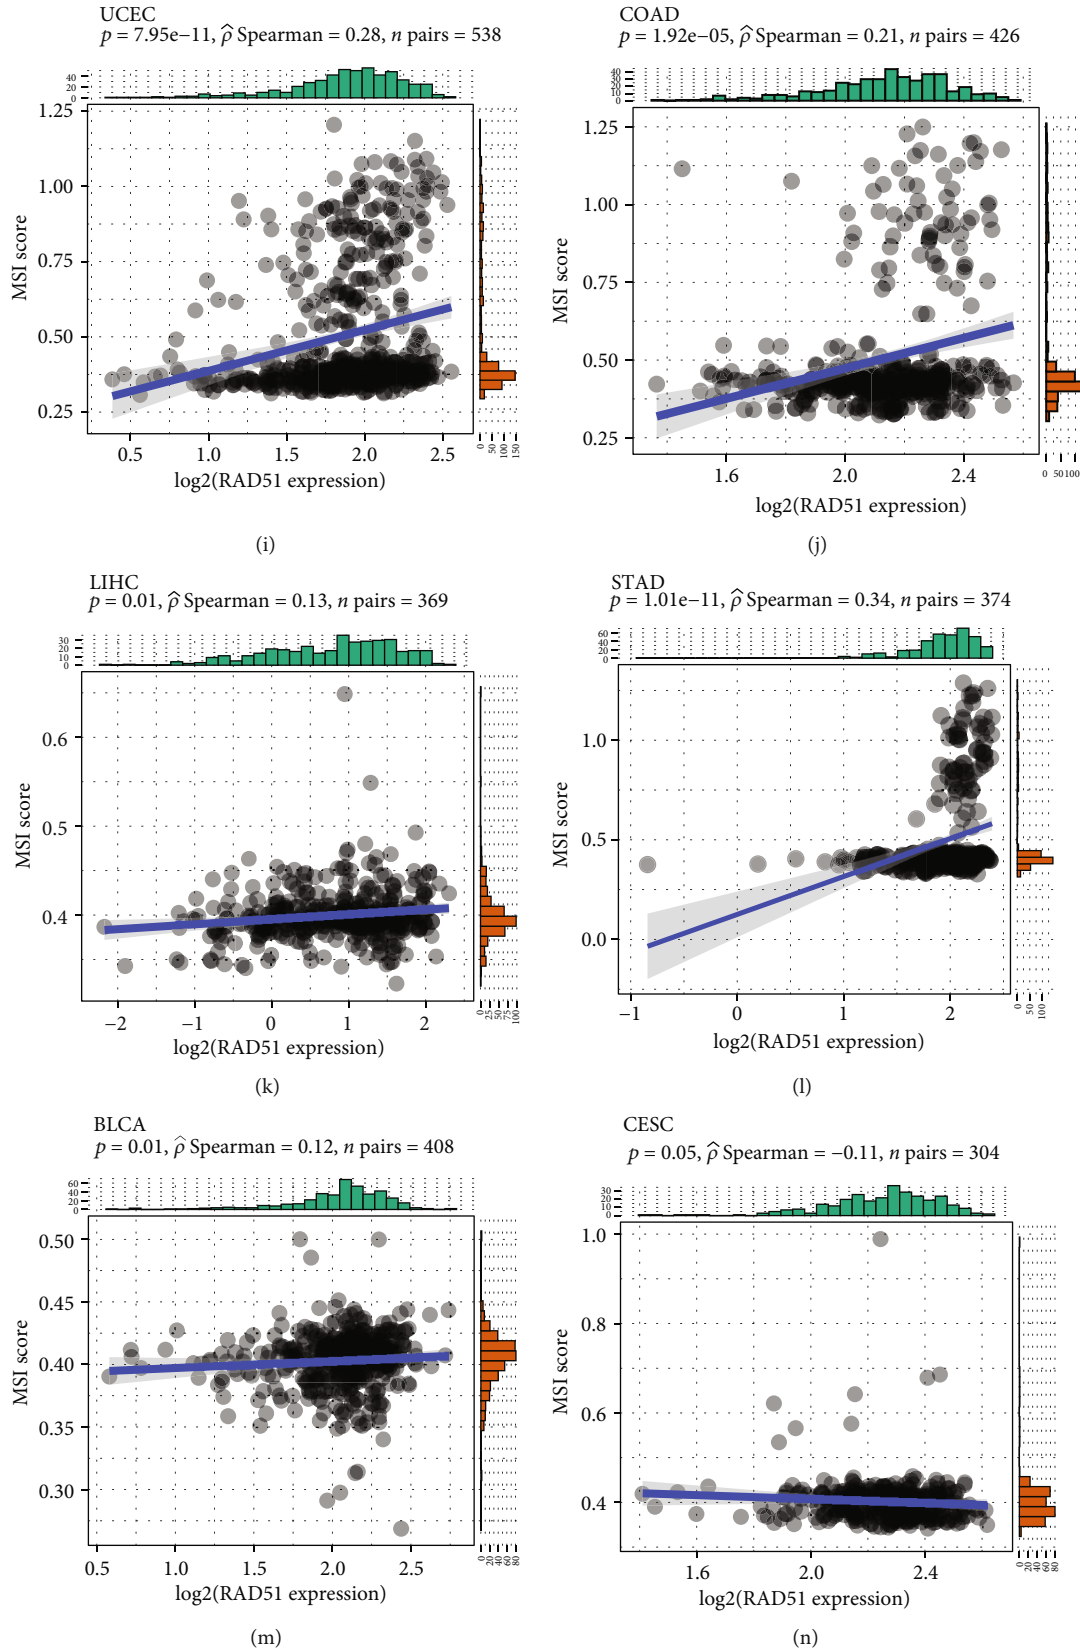 UCEC
p = 7.95e−11, ρ̂ Spearman = 0.28, n pairs = 538
40
20
0
MSI score
1.25
1.00
0.75
0.50
0.25
0.5 1.0 1.5 2.0 2.5
0 50 100 150
log2(RAD51 expression)
(i)
COAD
p = 1.92e−05, ρ̂ Spearman = 0.21, n pairs = 426
40
30
20
10
0
MSI score
1.25
1.00
0.75
0.50
0.25
1.6 2.0 2.4
0 50 100
log2(RAD51 expression)
(j)
LIHC
p = 0.01, ρ̂ Spearman = 0.13, n pairs = 369
30
20
10
0
MSI score
0.6
0.5
0.4
−2 −1 0 1 2
0 25 50 75 100
log2(RAD51 expression)
(k)
STAD
p = 1.01e−11, ρ̂ Spearman = 0.34, n pairs = 374
60
40
20
0
MSI score
1.0
0.5
0.0
−1 0 1 2
0 50 100
log2(RAD51 expression)
(l)
BLCA
p = 0.01, ρ̂ Spearman = 0.12, n pairs = 408
60
40
20
0
MSI score
0.50
0.45
0.40
0.35
0.30
0.5 1.0 1.5 2.0 2.5
0 20 40 60 80
log2(RAD51 expression)
(m)
CESC
p = 0.05, ρ̂ Spearman = −0.11, n pairs = 304
30
20
10
0
MSI score
1.0
0.8
0.6
0.4
1.6 2.0 2.4
0 20 40 60 80
log2(RAD51 expression)
(n)